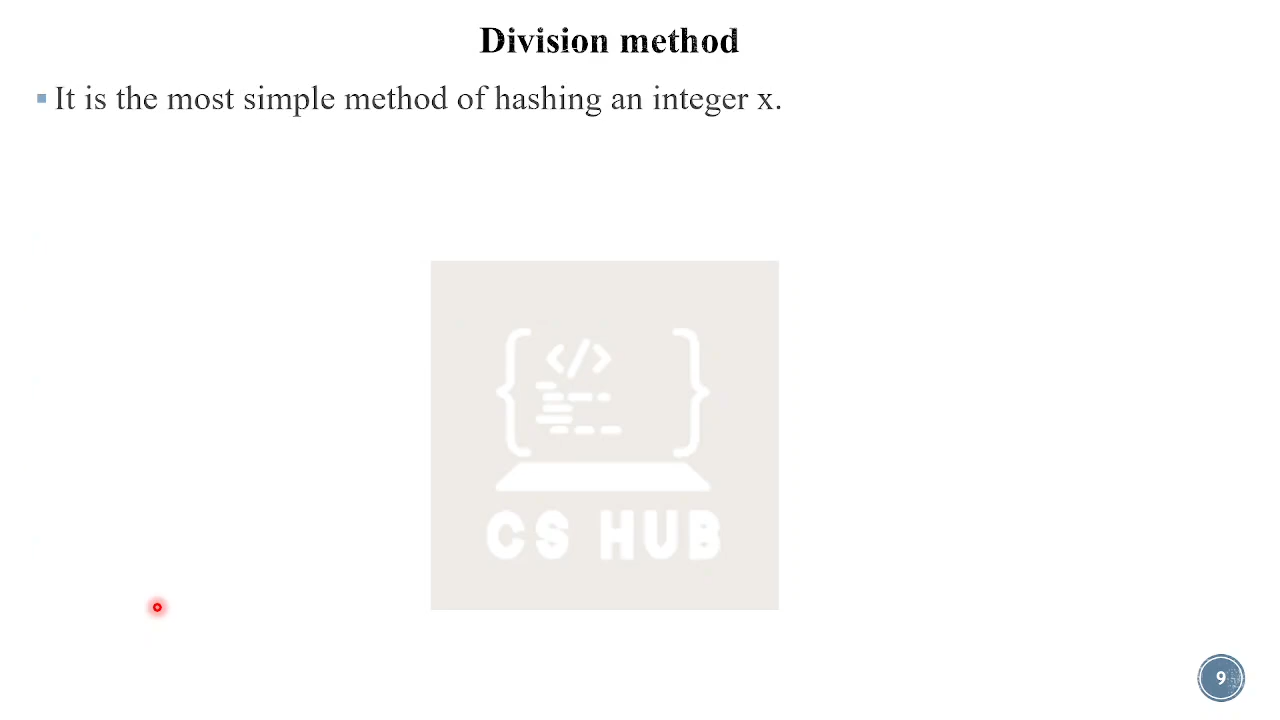 Division method
It is the most simple method of hashing an integer x.
</>
CS HUB
9